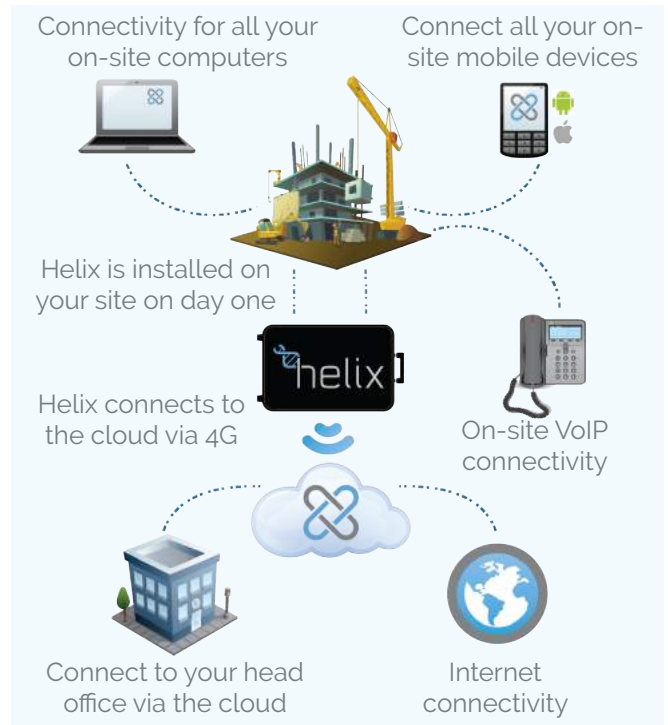 Connectivity for all your
on-site computers
Connect all your on-
site mobile devices
Helix is installed on
your site on day one
helix
Helix connects to
the cloud via 4G
On-site VoIP
connectivity
Connect to your head
office via the cloud
Internet
connectivity